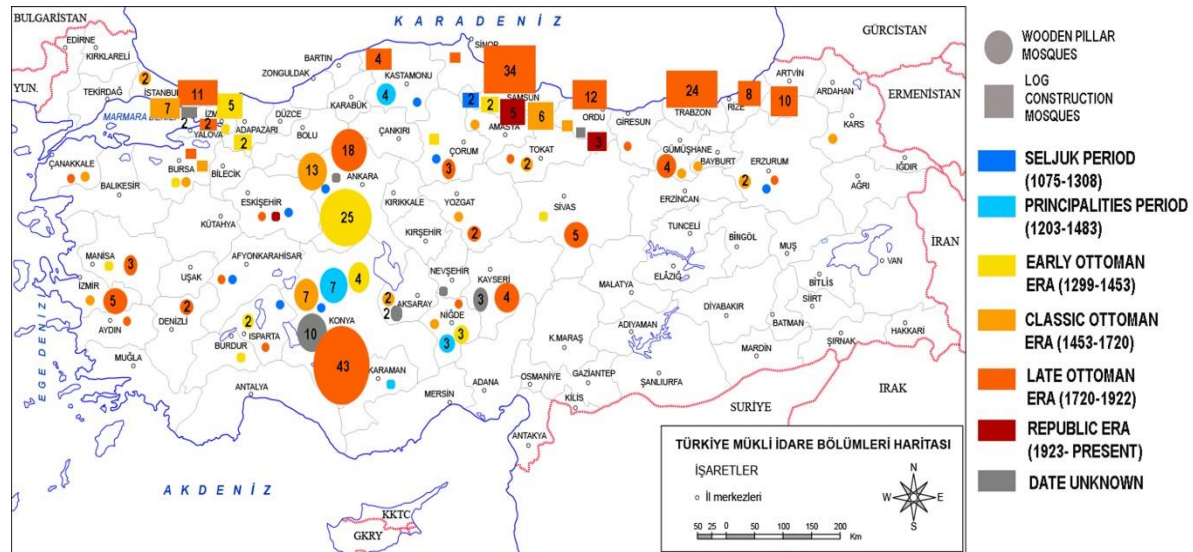 BULGARİSTAN
K A R A D E N İ Z
GÜRCİSTAN
EDİRNE
KIRKLARELİ
YUN.
TEKİRDAĞ
2
İSTANBUL
11
7
5
2
İZM
MARMARA
YALOVA
2
ADAPAZARI
2
DÜZCE
ZONGULDAK
BARTIN
4
KASTAMONU
KARABÜK
4
BOLU
ÇANKIRI
SİNOP
34
2
2
SAMSUN
5
6
AMASYA
12
ORDU
3
GİRESUN
24
TRABZON
8
RİZE
10
ARTVİN
ARDAHAN
ERMENİSTAN
KARS
ÇANAKKALE
BALIKESİR
BURSA
BİLECİK
ESKİŞEHİR
KÜTAHYA
18
13
ANKARA
25
KIRIKKALE
ÇORUM
3
TOKAT
2
YOZGAT
2
KIRŞEHİR
SİVAS
5
GÜMÜŞHANE
4
BAYBURT
ERZURUM
2
ERZİNCAN
AĞRI
IĞDIR
TUNCELİ
BİNGÖL
MUŞ
İRAN
VAN
ELAZIĞ
BİTLİS
SİİRT
MANİSA
3
İZMİR
5
AYDIN
UŞAK
AFYONKARAHİSAR
DENİZLİ
2
2
BURDUR
ISPARTA
MUĞLA
ANTALYA
7
7
4
10
KONYA
43
2
2
AKSARAY
NEVŞEHİR
KAYSERİ
3
4
NİĞDE
3
3
KARAMAN
MERSİN
ADANA
MALATYA
K.MARAŞ
ADIYAMAN
DİYABAKIR
BATMAN
MARDİN
ŞIRNAK
HAKKARİ
OSMANİYE
GAZİANTEP
ŞANLIURFA
KİLİS
ANTAKYA
SURİYE
IRAK
E G E D E N İ Z
A K D E N İ Z
KKTC
GKRY
TÜRKİYE MÜKLİ İDARE BÖLÜMLERİ HARİTASI
İŞARETLER
İl merkezleri
N
W
E
S
50 25 0 50 100 150 200
Km
WOODEN PILLAR
MOSQUES
LOG
CONSTRUCTION
MOSQUES
SELJUK PERIOD
(1075-1308)
PRINCIPALITIES PERIOD
(1203-1483)
EARLY OTTOMAN
ERA (1299-1453)
CLASSIC OTTOMAN
ERA (1453-1720)
LATE OTTOMAN
ERA (1720-1922)
REPUBLIC ERA
(1923- PRESENT)
DATE UNKNOWN